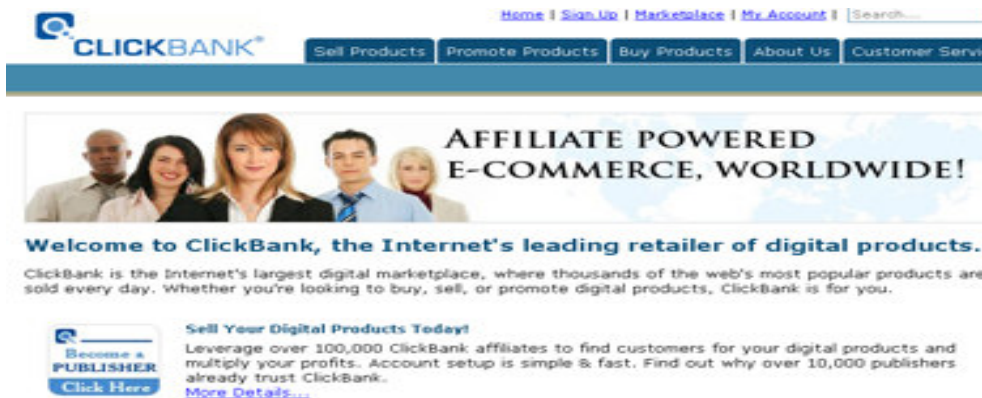 Home | Sign Up | Marketplace | My Account | Search...
CLICKBANK®
Sell Products Promote Products Buy Products About Us Customer Servi
AFFILIATE POWERED
E-COMMERCE, WORLDWIDE!
Welcome to ClickBank, the Internet's leading retailer of digital products.
ClickBank is the Internet's largest digital marketplace, where thousands of the web's most popular products are
sold every day. Whether you're looking to buy, sell, or promote digital products, ClickBank is for you.
Become a
PUBLISHER
Click Here
Sell Your Digital Products Today!
Leverage over 100,000 ClickBank affiliates to find customers for your digital products and
multiply your profits. Account setup is simple & fast. Find out why over 10,000 publishers
already trust ClickBank.
More Details...